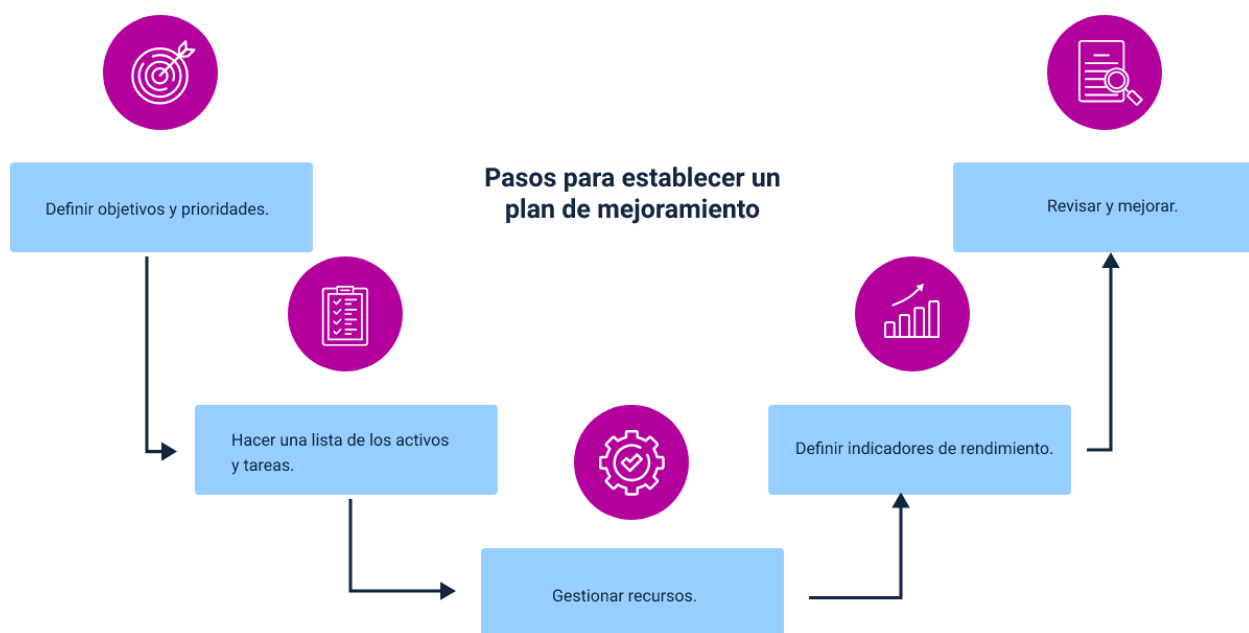 Pasos para establecer un
plan de mejoramiento
Definir objetivos y prioridades.
Hacer una lista de los activos
y tareas.
Gestionar recursos.
Definir indicadores de rendimiento.
Revisar y mejorar.